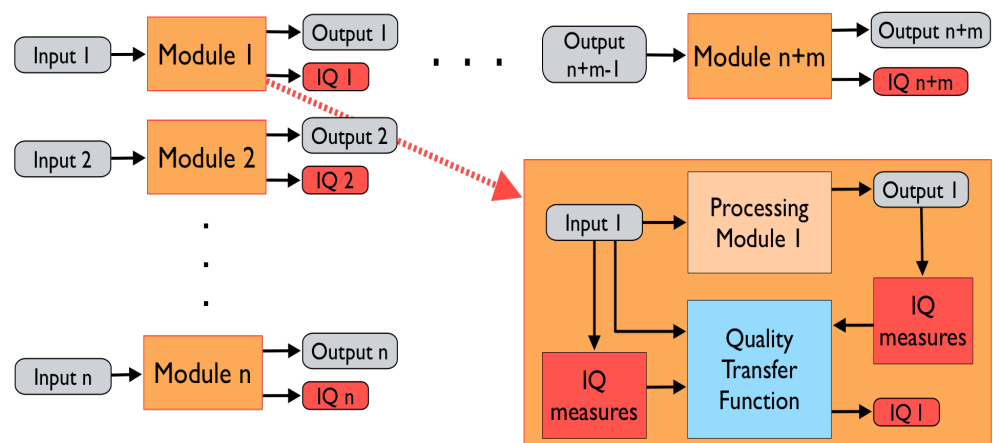 Input 1
Module 1
Output 1
IQ 1
. . .
Output
n+m-1
Module n+m
Output n+m
IQ n+m
Input 2
Module 2
Output 2
IQ 2
.
.
.
Input n
Module n
Output n
IQ n
Input 1
Processing
Module 1
Output 1
IQ
measures
Quality
Transfer
Function
IQ
measures
IQ 1